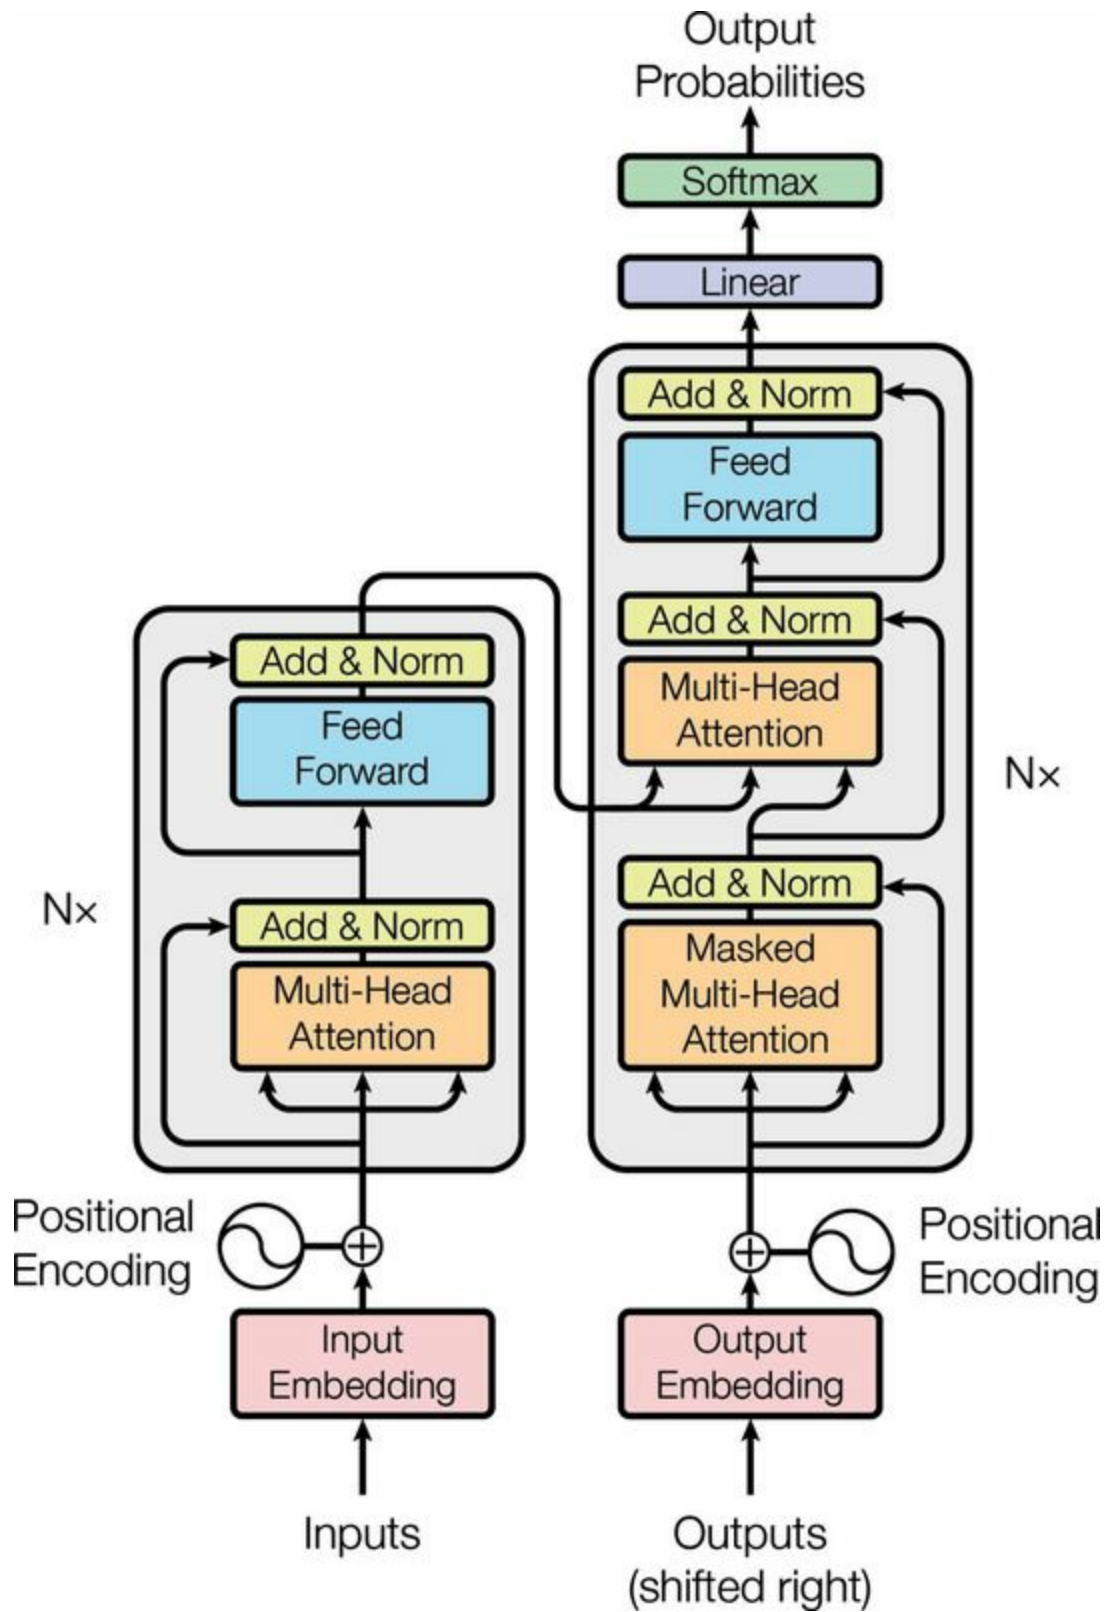 Output
Probabilities
Softmax
Linear
Add & Norm
Feed
Forward
Add & Norm
Multi-Head
Attention
Nx
Add & Norm
Masked
Multi-Head
Attention
Add & Norm
Feed
Forward
Nx
Add & Norm
Multi-Head
Attention
Positional
Encoding
Positional
Encoding
Input
Embedding
Output
Embedding
Inputs
Outputs
(shifted right)